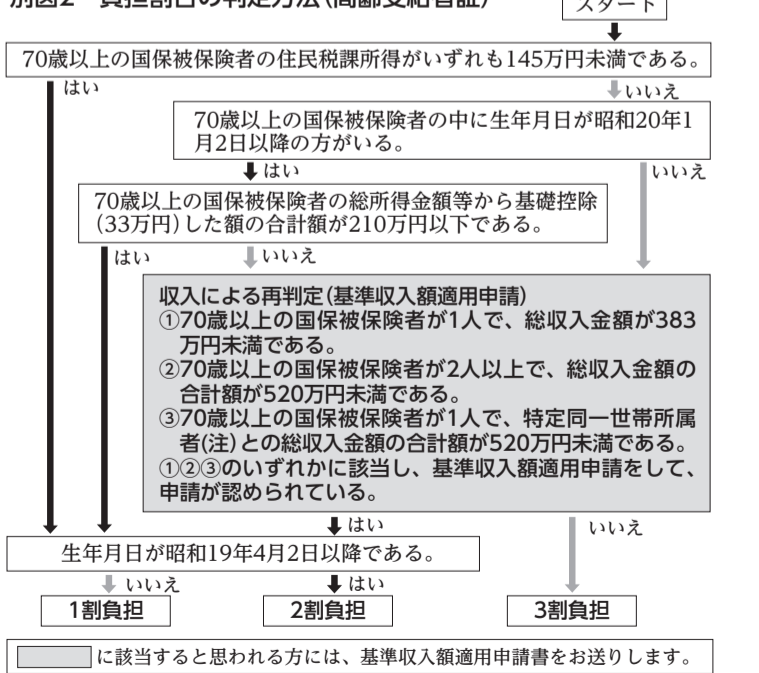 別図2 負担割合の判定方法(高齢受給者証)
スタート
70歳以上の国保被保険者の住民税課所得がいずれも145万円未満である。
はい
いいえ
70歳以上の国保被保険者の中に生年月日が昭和20年1
月2日以降の方がいる。
はい
いいえ
70歳以上の国保被保険者の総所得金額等から基礎控除
(33万円)した額の合計額が210万円以下である。
はい
いいえ
収入による再判定(基準収入額適用申請)
①70歳以上の国保被保険者が1人で、総収入金額が383
万円未満である。
②70歳以上の国保被保険者が2人以上で、総収入金額の
合計額が520万円未満である。
③70歳以上の国保被保険者が1人で、特定同一世帯所属
者(注)との総収入金額の合計額が520万円未満である。
①②③のいずれかに該当し、基準収入額適用申請をして、
申請が認められている。
はい
いいえ
生年月日が昭和19年4月2日以降である。
いいえ
はい
1割負担
2割負担
3割負担
に該当すると思われる方には、基準収入額適用申請書をお送りします。